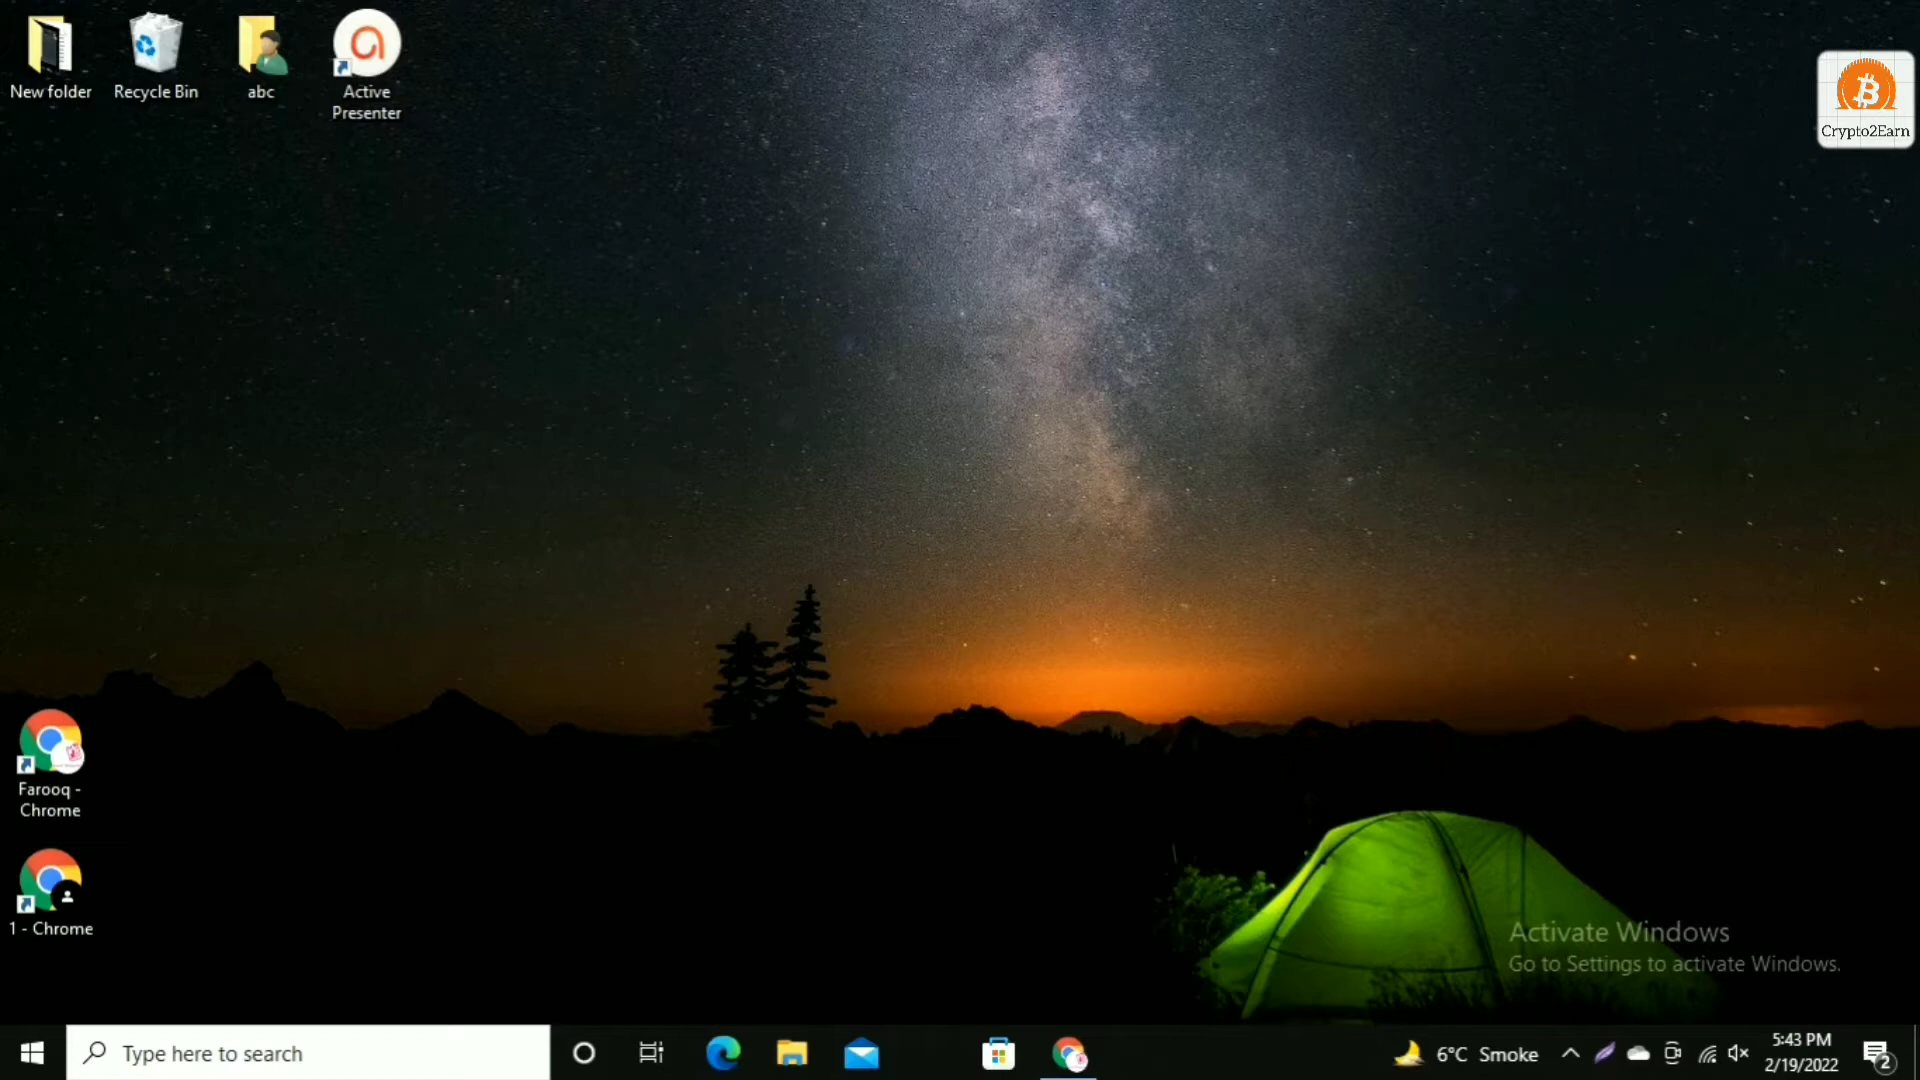 New folder
Recycle Bin
abc
Active
Presenter
Crypto2Earn
Farooq -
Chrome
1 - Chrome
Activate Windows
Go to Settings to activate Windows.
Type here to search
6°C Smoke
5:43 PM
2/19/2022
2